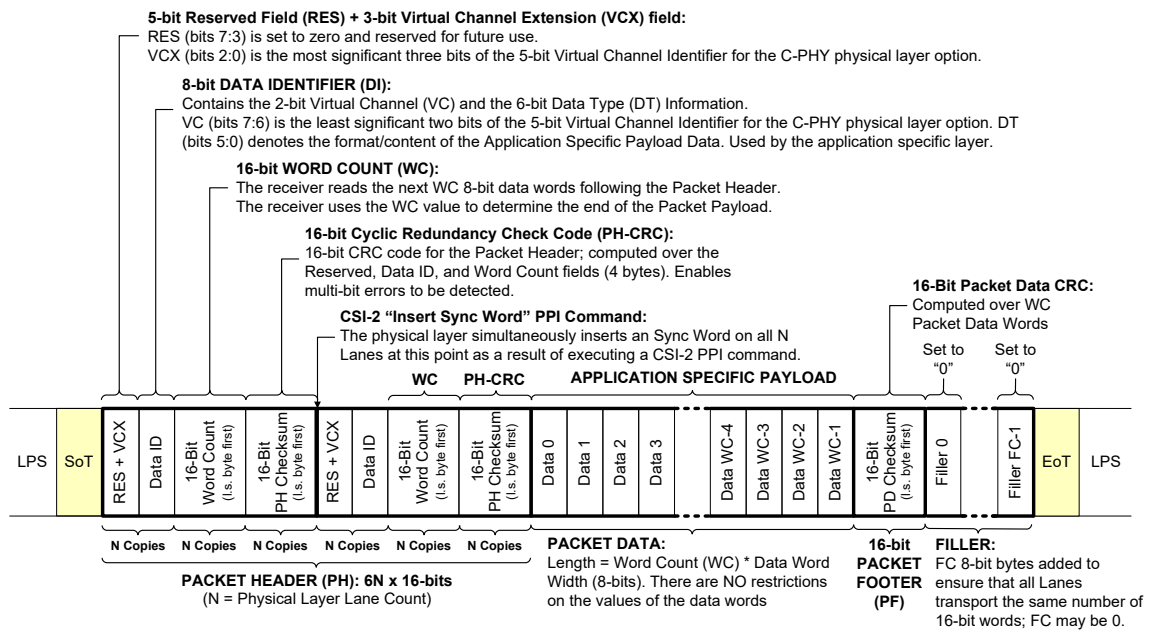 5-bit Reserved Field (RES) + 3-bit Virtual Channel Extension (VCX) field:
RES (bits 7:3) is set to zero and reserved for future use.
VCX (bits 2:0) is the most significant three bits of the 5-bit Virtual Channel Identifier for the C-PHY physical layer option.
8-bit DATA IDENTIFIER (DI):
Contains the 2-bit Virtual Channel (VC) and the 6-bit Data Type (DT) Information.
VC (bits 7:6) is the least significant two bits of the 5-bit Virtual Channel Identifier for the C-PHY physical layer option. DT
(bits 5:0) denotes the format/content of the Application Specific Payload Data. Used by the application specific layer.
16-bit WORD COUNT (WC):
The receiver reads the next WC 8-bit data words following the Packet Header.
The receiver uses the WC value to determine the end of the Packet Payload.
16-bit Cyclic Redundancy Check Code (PH-CRC):
16-bit CRC code for the Packet Header; computed over the
Reserved, Data ID, and Word Count fields (4 bytes). Enables
multi-bit errors to be detected.
16-Bit Packet Data CRC:
Computed over WC
Packet Data Words
CSI-2 “Insert Sync Word” PPI Command:
The physical layer simultaneously inserts an Sync Word on all N
Lanes at this point as a result of executing a CSI-2 PPI command.
Set to
“0”
Set to
“0”
WC
PH-CRC
APPLICATION SPECIFIC PAYLOAD
LPS
SoT
RES + VCX
Data ID
16-Bit
Word Count
(l.s. byte first)
16-Bit
PH Checksum
(l.s. byte first)
RES + VCX
Data ID
16-Bit
Word Count
(l.s. byte first)
16-Bit
PH Checksum
(l.s. byte first)
Data 0
Data 1
Data 2
Data 3
Data WC-4
Data WC-3
Data WC-2
Data WC-1
16-Bit
PD Checksum
(l.s. byte first)
Filler 0
Filler FC-1
EoT
LPS
N Copies
N Copies
N Copies
N Copies
N Copies
N Copies
PACKET HEADER (PH): 6N x 16-bits
(N = Physical Layer Lane Count)
PACKET DATA:
Length = Word Count (WC) * Data Word
Width (8-bits). There are NO restrictions
on the values of the data words
16-bit
PACKET
FOOTER
(PF)
FILLER:
FC 8-bit bytes added to
ensure that all Lanes
transport the same number of
16-bit words; FC may be 0.